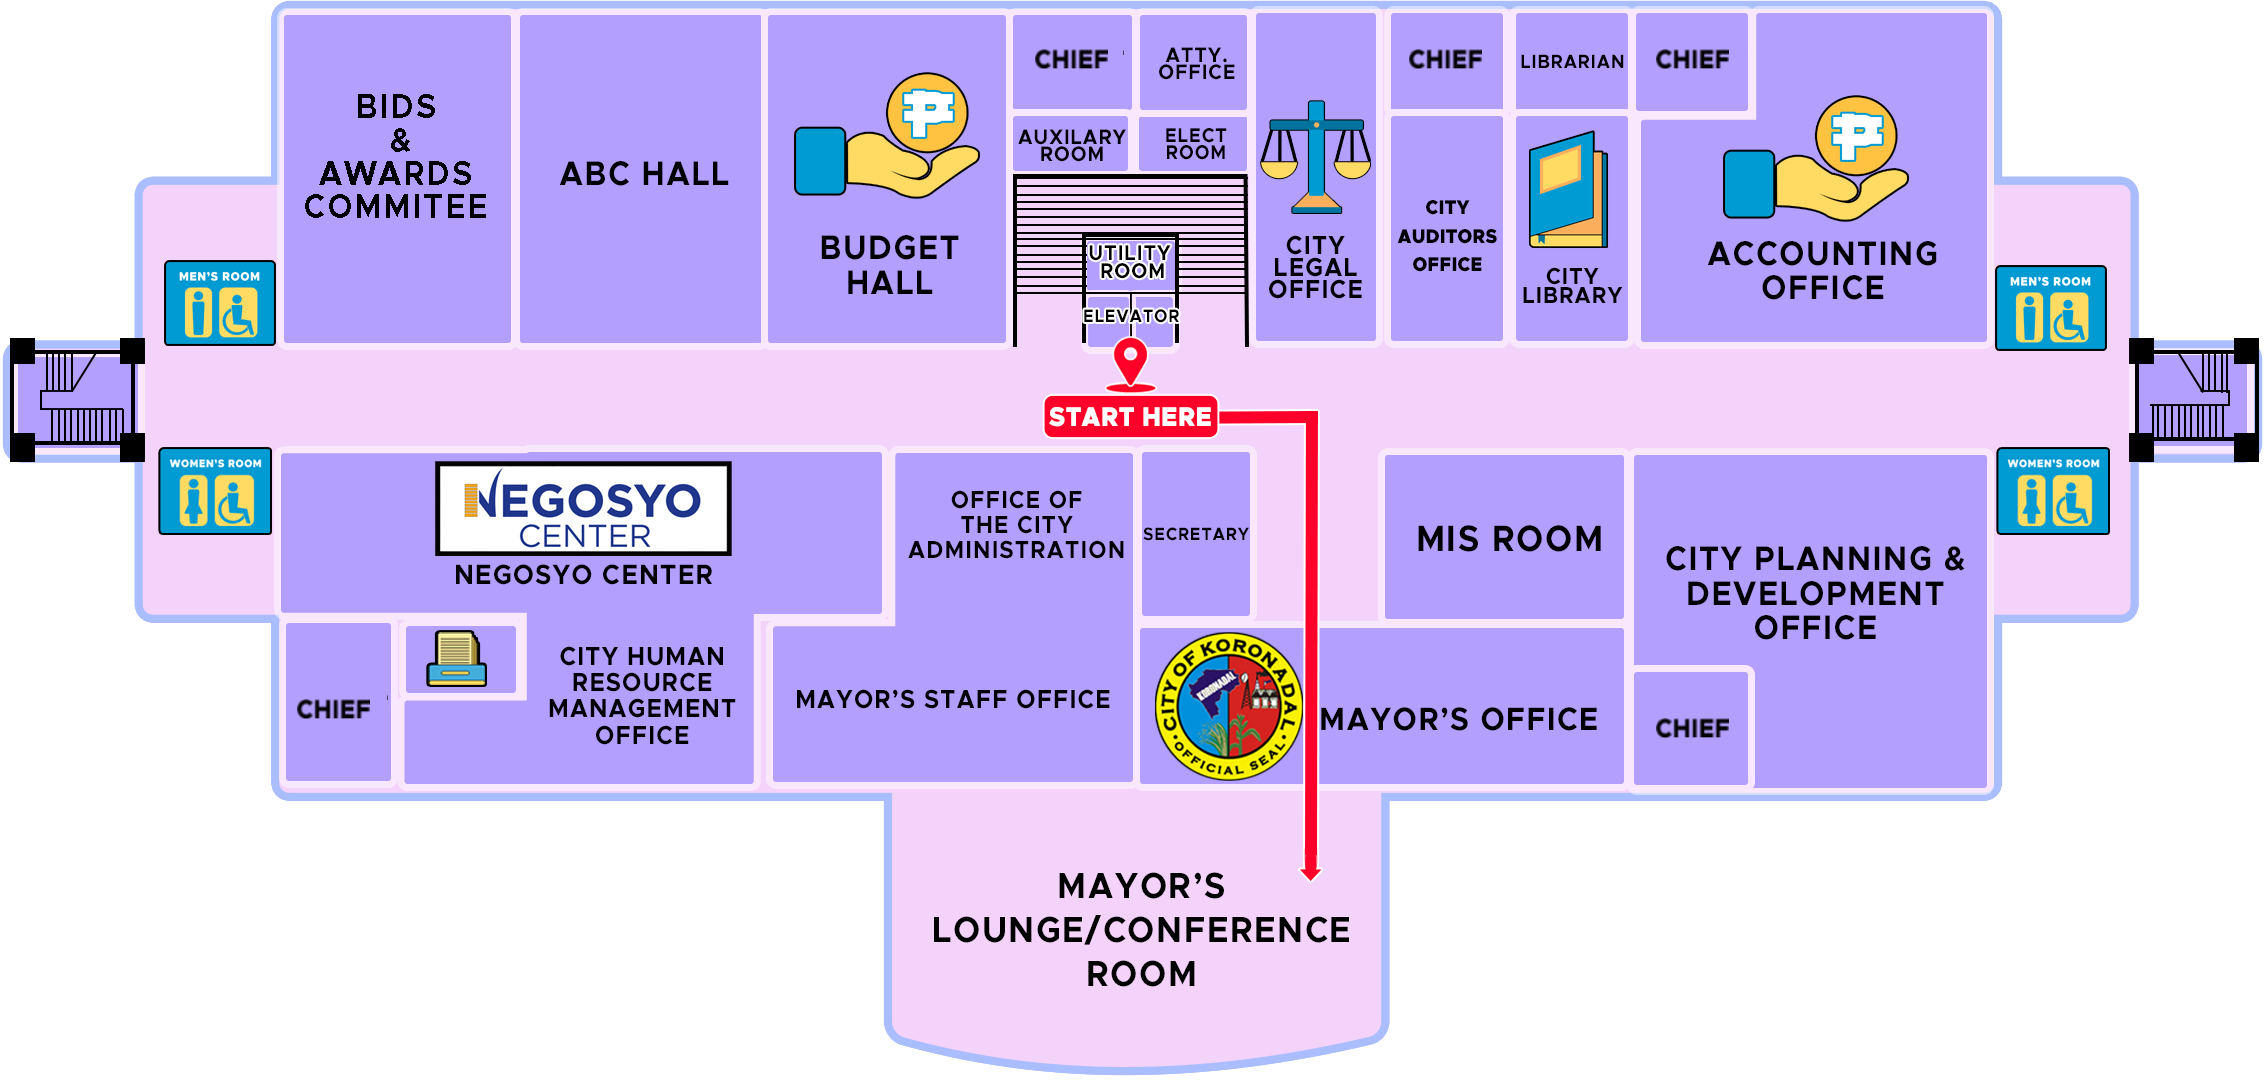 BIDS
&
AWARDS
COMMITEE
ABC HALL
BUDGET
HALL
CHIEF
ATTY.
OFFICE
AUXILARY
ROOM
ELECT
ROOM
UTILITY
ROOM
ELEVATOR
CITY
LEGAL
OFFICE
CHIEF
CITY
AUDITORS
OFFICE
LIBRARIAN
CITY
LIBRARY
CHIEF
ACCOUNTING
OFFICE
MEN'S ROOM
MEN'S ROOM
START HERE
WOMEN'S ROOM
WOMEN'S ROOM
NEGOSYO
CENTER
NEGOSYO CENTER
OFFICE OF
THE CITY
ADMINISTRATION
SECRETARY
MIS ROOM
CITY PLANNING &
DEVELOPMENT
OFFICE
CHIEF
CITY HUMAN
RESOURCE
MANAGEMENT
OFFICE
MAYOR'S STAFF OFFICE
CITY OF KORONADAL
KORONADAL
• OFFICIAL SEAL •
MAYOR'S OFFICE
CHIEF
MAYOR'S
LOUNGE/CONFERENCE
ROOM